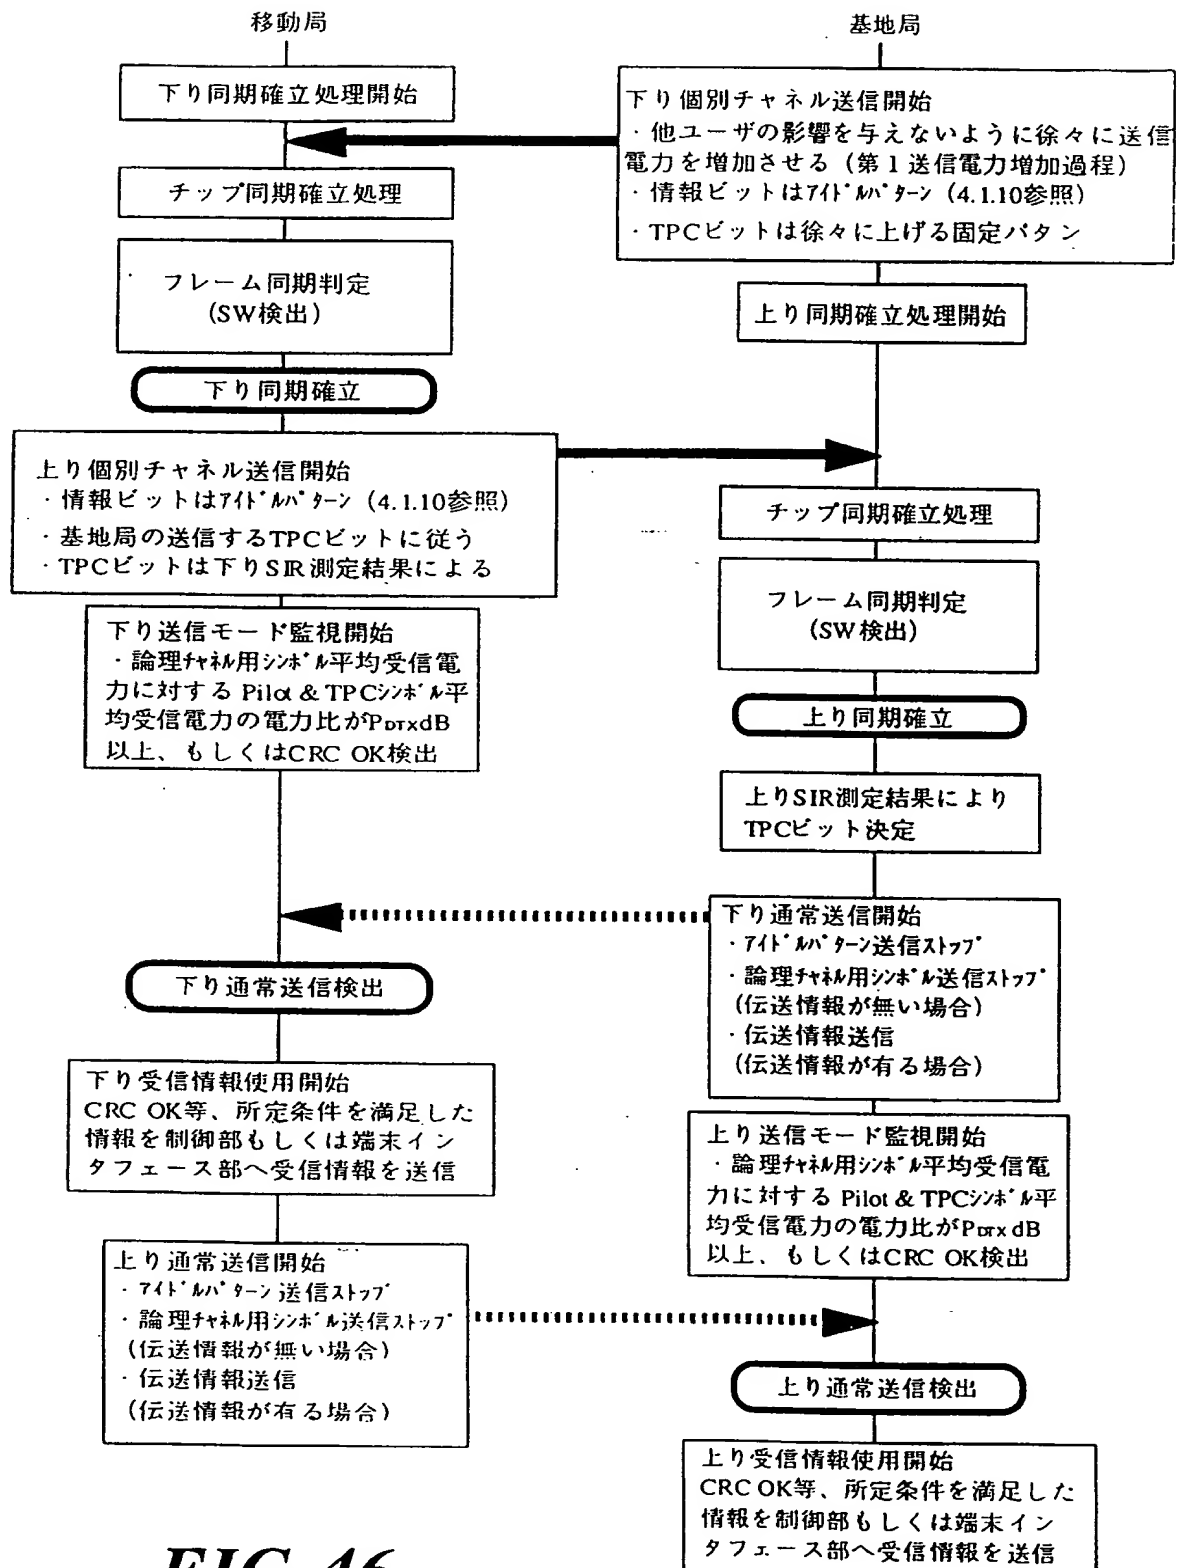 移動局
基地局
下り同期確立処理開始
下り個別チャネル送信開始
・他ユーザの影響を与えないように徐々に送信
電力を増加させる（第1送信電力増加過程）
・情報ビットはアイドルパターン（4.1.10参照）
・TPCビットは徐々に上げる固定パタン
チップ同期確立処理
フレーム同期判定
(SW検出)
上り同期確立処理開始
下り同期確立
上り個別チャネル送信開始
・情報ビットはアイドルパターン（4.1.10参照）
・基地局の送信するTPCビットに従う
・TPCビットは下りSIR測定結果による
チップ同期確立処理
フレーム同期判定
(SW検出)
下り送信モード監視開始
・論理チャネル用シンボル平均受信電
力に対する Pilot & TPCシンボル平
均受信電力の電力比がPDTXdB
以上、もしくはCRC OK検出
上り同期確立
上りSIR測定結果により
TPCビット決定
下り通常送信開始
・アイドルパターン送信ストップ
・論理チャネル用シンボル送信ストップ
(伝送情報が無い場合)
・伝送情報送信
(伝送情報が有る場合)
下り通常送信検出
下り受信情報使用開始
CRC OK等、所定条件を満足した
情報を制御部もしくは端末イン
タフェース部へ受信情報を送信
上り送信モード監視開始
・論理チャネル用シンボル平均受信電
力に対する Pilot & TPCシンボル平
均受信電力の電力比がPDTX dB
以上、もしくはCRC OK検出
上り通常送信開始
・アイドルパターン 送信ストップ
・論理チャネル用シンボル送信ストップ
(伝送情報が無い場合)
・伝送情報送信
(伝送情報が有る場合)
上り通常送信検出
上り受信情報使用開始
CRC OK等、所定条件を満足した
情報を制御部もしくは端末イン
タフェース部へ受信情報を送信
FIG. 46